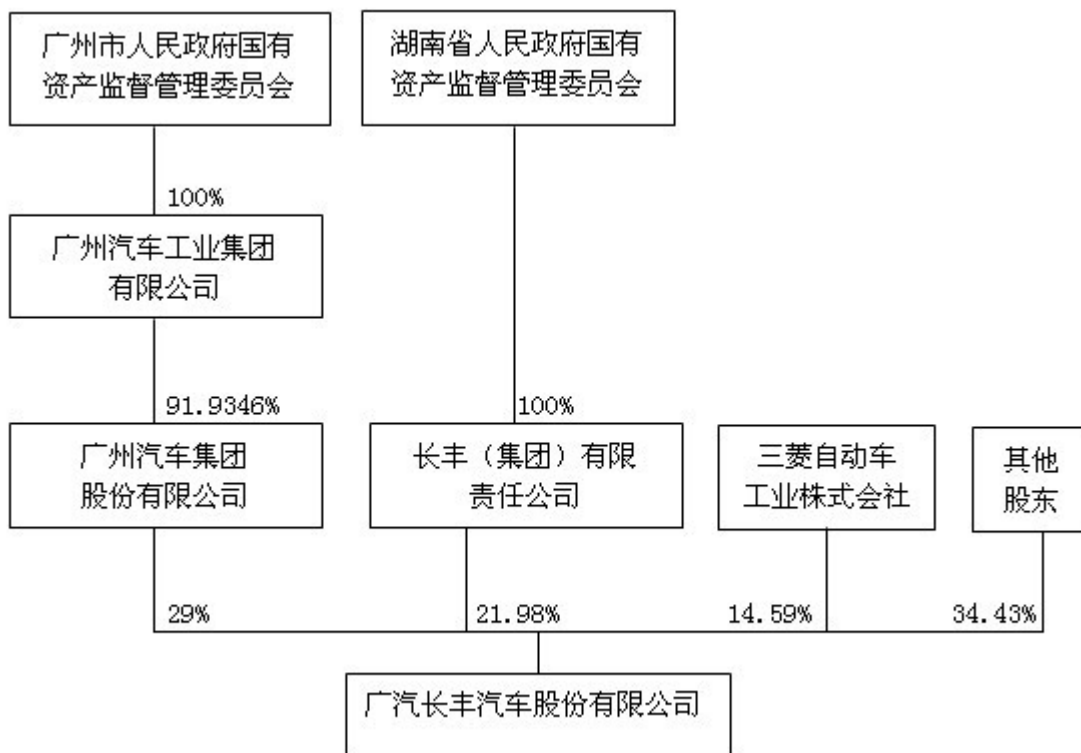 广州市人民政府国有
资产监督管理委员会
湖南省人民政府国有
资产监督管理委员会
100%
广州汽车工业集团
有限公司
91.9346%
100%
广州汽车集团
股份有限公司
长丰（集团）有限
责任公司
三菱自动车
工业株式会社
其他
股东
29%
21.98%
14.59%
34.43%
广汽长丰汽车股份有限公司